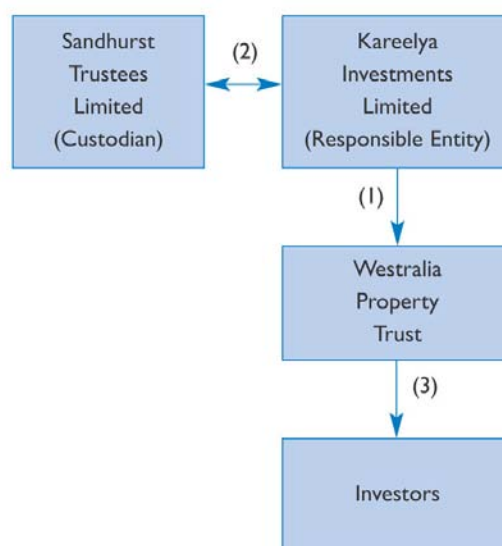 Sandhurst
Trustees
Limited
(Custodian)
(2)
Kareelya
Investments
Limited
(Responsible Entity)
(1)
Westralia
Property
Trust
(3)
Investors